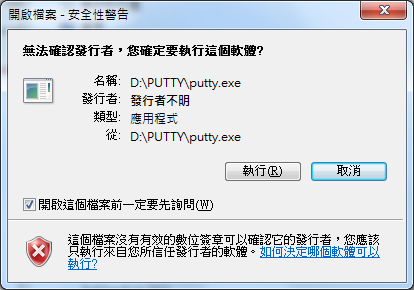 開啟檔案 - 安全性警告
無法確認發行者，您確定要執行這個軟體?
名稱: D:\PUTTY\putty.exe
發行者: 發行者不明
類型: 應用程式
從: D:\PUTTY\putty.exe
執行(R) 取消
開啟這個檔案前一定要先詢問(W)
這個檔案沒有有效的數位簽章可以確認它的發行者，您應該
只執行來自您所信任發行者的軟體。如何決定哪個軟體可以
執行?